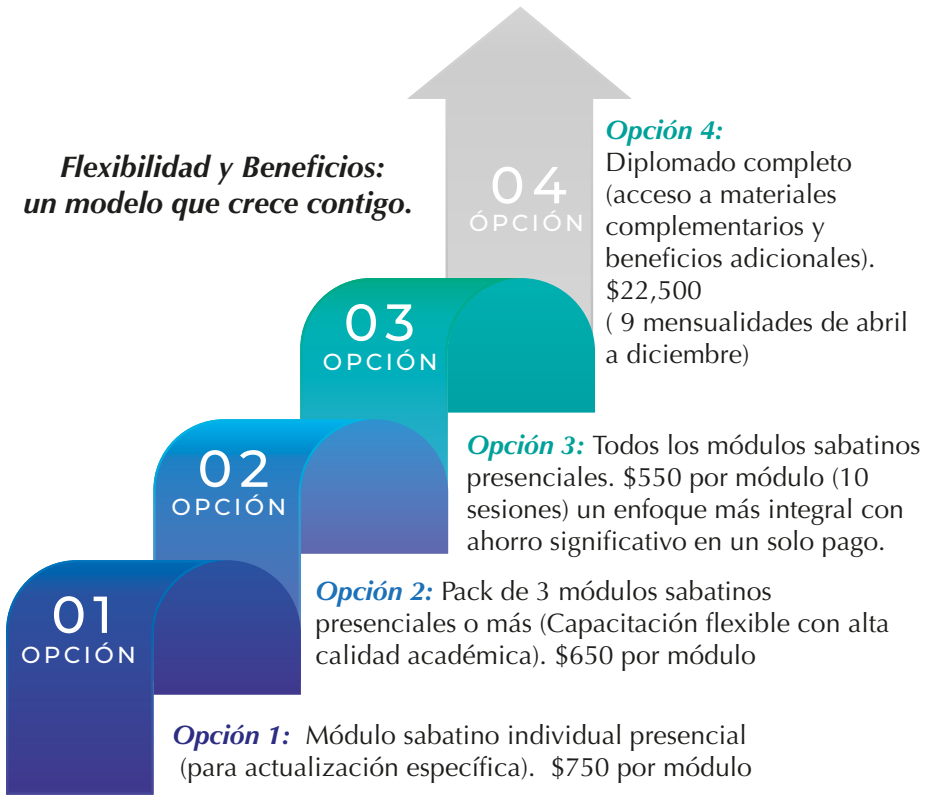 Flexibilidad y Beneficios:
un modelo que crece contigo.
04
ÓPCIÓN
Opción 4:
Diplomado completo
(acceso a materiales
complementarios y
beneficios adicionales).
$22,500
( 9 mensualidades de abril
a diciembre)
03
OPCIÓN
Opción 3: Todos los módulos sabatinos
presenciales. $550 por módulo (10
sesiones) un enfoque más integral con
ahorro significativo en un solo pago.
02
OPCIÓN
Opción 2: Pack de 3 módulos sabatinos
presenciales o más (Capacitación flexible con alta
calidad académica). $650 por módulo
01
OPCIÓN
Opción 1: Módulo sabatino individual presencial
(para actualización específica). $750 por módulo